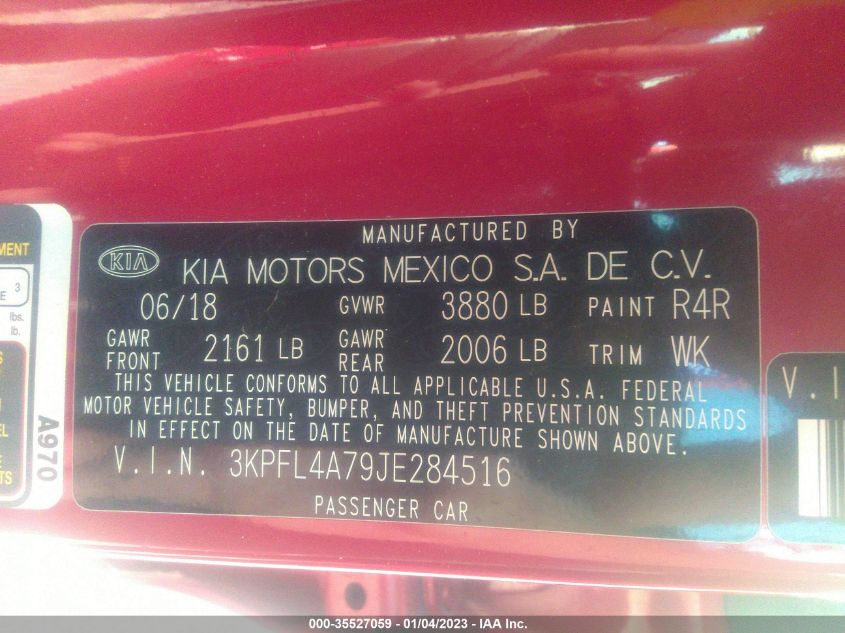 MANUFACTURED BY
KIA KIA MOTORS MEXICO S.A. DE C.V.
06/18 GVWR 3880 LB PAINT R4R
GAWR FRONT 2161 LB GAWR REAR 2006 LB TRIM WK
THIS VEHICLE CONFORMS TO ALL APPLICABLE U.S.A. FEDERAL
MOTOR VEHICLE SAFETY, BUMPER, AND THEFT PREVENTION STANDARDS
IN EFFECT ON THE DATE OF MANUFACTURE SHOWN ABOVE.
V.I.N. 3KPFL4A79JE284516
PASSENGER CAR
3
lbs.
lb.
A970
V.I
000-35527059 - 01/04/2023 - IAA Inc.